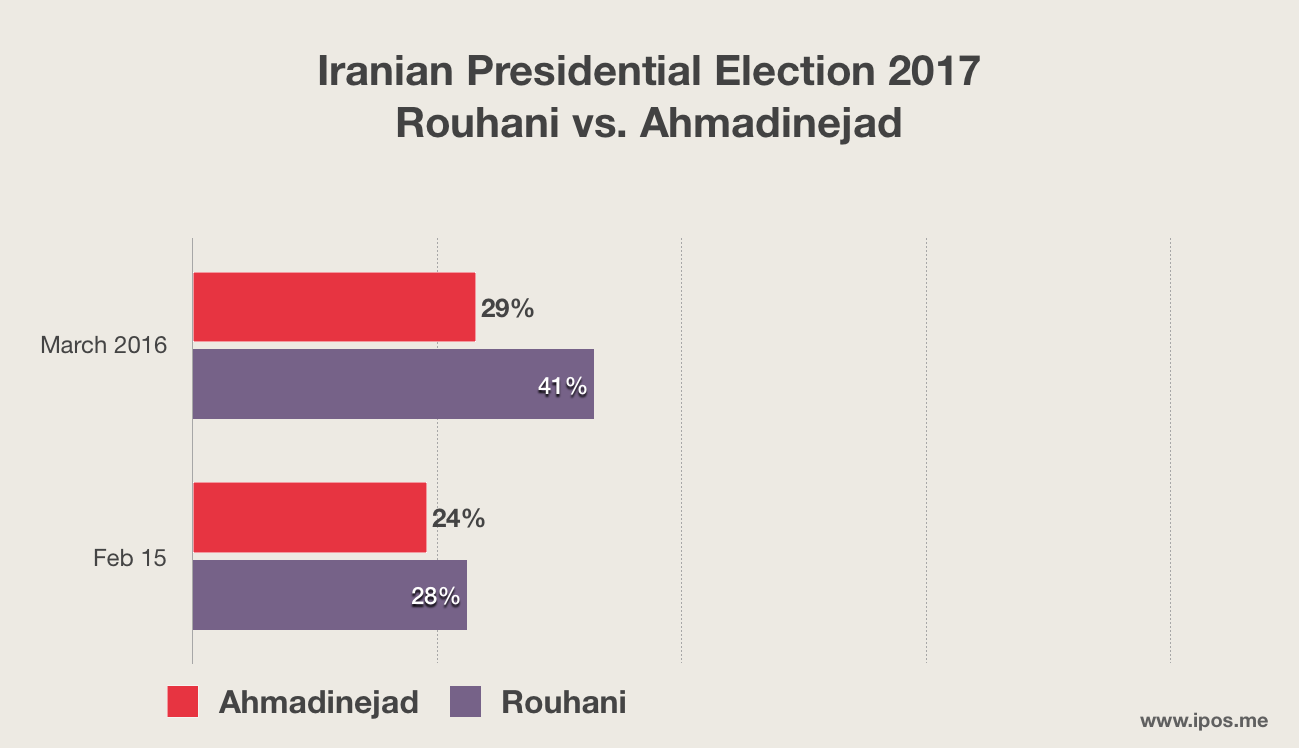 Iranian Presidential Election 2017
Rouhani vs. Ahmadinejad
29%
March 2016
41%
24%
Feb 15
28%
Ahmadinejad
Rouhani
www.ipos.me